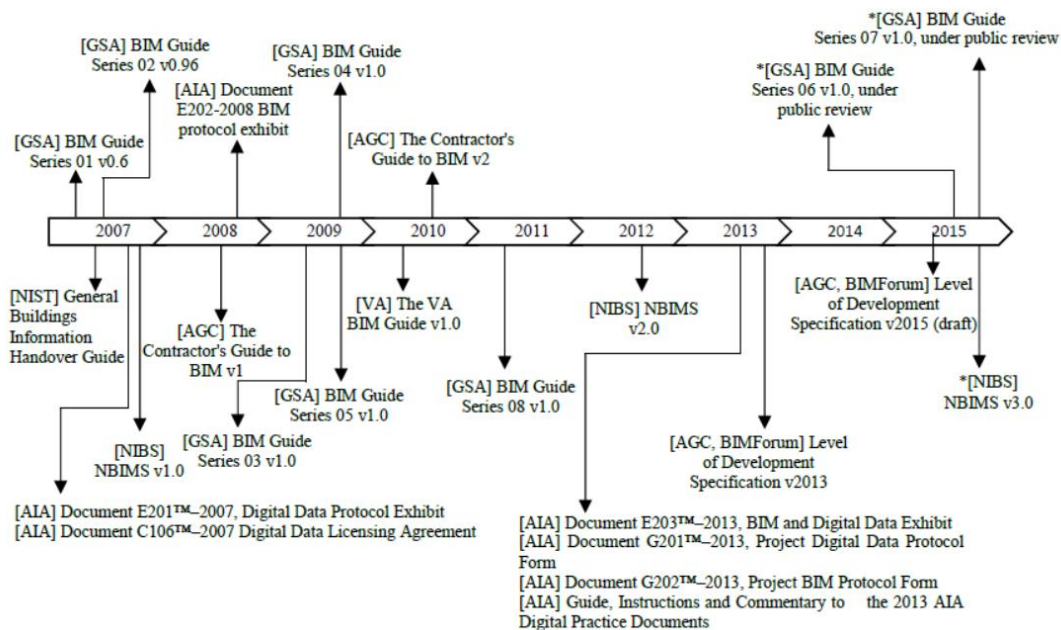 *[GSA] BIM Guide
Series 07 v1.0, under public review
[GSA] BIM Guide
Series 02 v0.96
[GSA] BIM Guide
Series 04 v1.0
*[GSA] BIM Guide
Series 06 v1.0, under
public review
[AIA] Document
E202-2008 BIM
protocol exhibit
[GSA] BIM Guide
Series 01 v0.6
[AGC] The Contractor's
Guide to BIM v2
2007
2008
2009
2010
2011
2012
2013
2014
2015
[NIST] General
Buildings
Information
Handover Guide
[AGC] The
Contractor's Guide to
BIM v1
[VA] The VA
BIM Guide v1.0
[NIBS] NBIMS
v2.0
[AGC, BIMForum] Level
of Development
Specification v2015 (draft)
[NIBS]
NBIMS v1.0
[GSA] BIM Guide
Series 03 v1.0
[GSA] BIM Guide
Series 05 v1.0
[GSA] BIM Guide
Series 08 v1.0
*[NIBS]
NBIMS v3.0
[AGC, BIMForum] Level
of Development
Specification v2013
[AIA] Document E201™–2007, Digital Data Protocol Exhibit
[AIA] Document C106™–2007 Digital Data Licensing Agreement
[AIA] Document E203™–2013, BIM and Digital Data Exhibit
[AIA] Document G201™–2013, Project Digital Data Protocol
Form
[AIA] Document G202™–2013, Project BIM Protocol Form
[AIA] Guide, Instructions and Commentary to the 2013 AIA
Digital Practice Documents